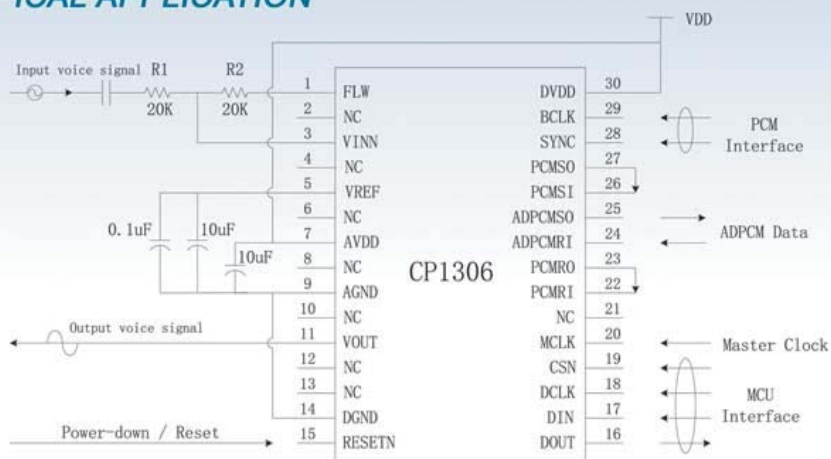 ICAL APPLICATION
VDD
Input voice signal R1 R2
20K 20K
1 FLW DVDD 30
2 NC BCLK 29
3 VINN SYNC 28
PCM
Interface
4 NC PCMSO 27
5 VREF PCMSI 26
6 NC ADPCMSO 25
7 AVDD ADPCMRI 24
ADPCM Data
0.1uF 10uF
10uF
8 NC PCMRO 23
CP1306
9 AGND PCMRI 22
10 NC NC 21
Output voice signal
11 VOUT MCLK 20
Master Clock
12 NC CSN 19
13 NC DCLK 18
MCU
Interface
14 DGND DIN 17
Power-down / Reset
15 RESETN DOUT 16